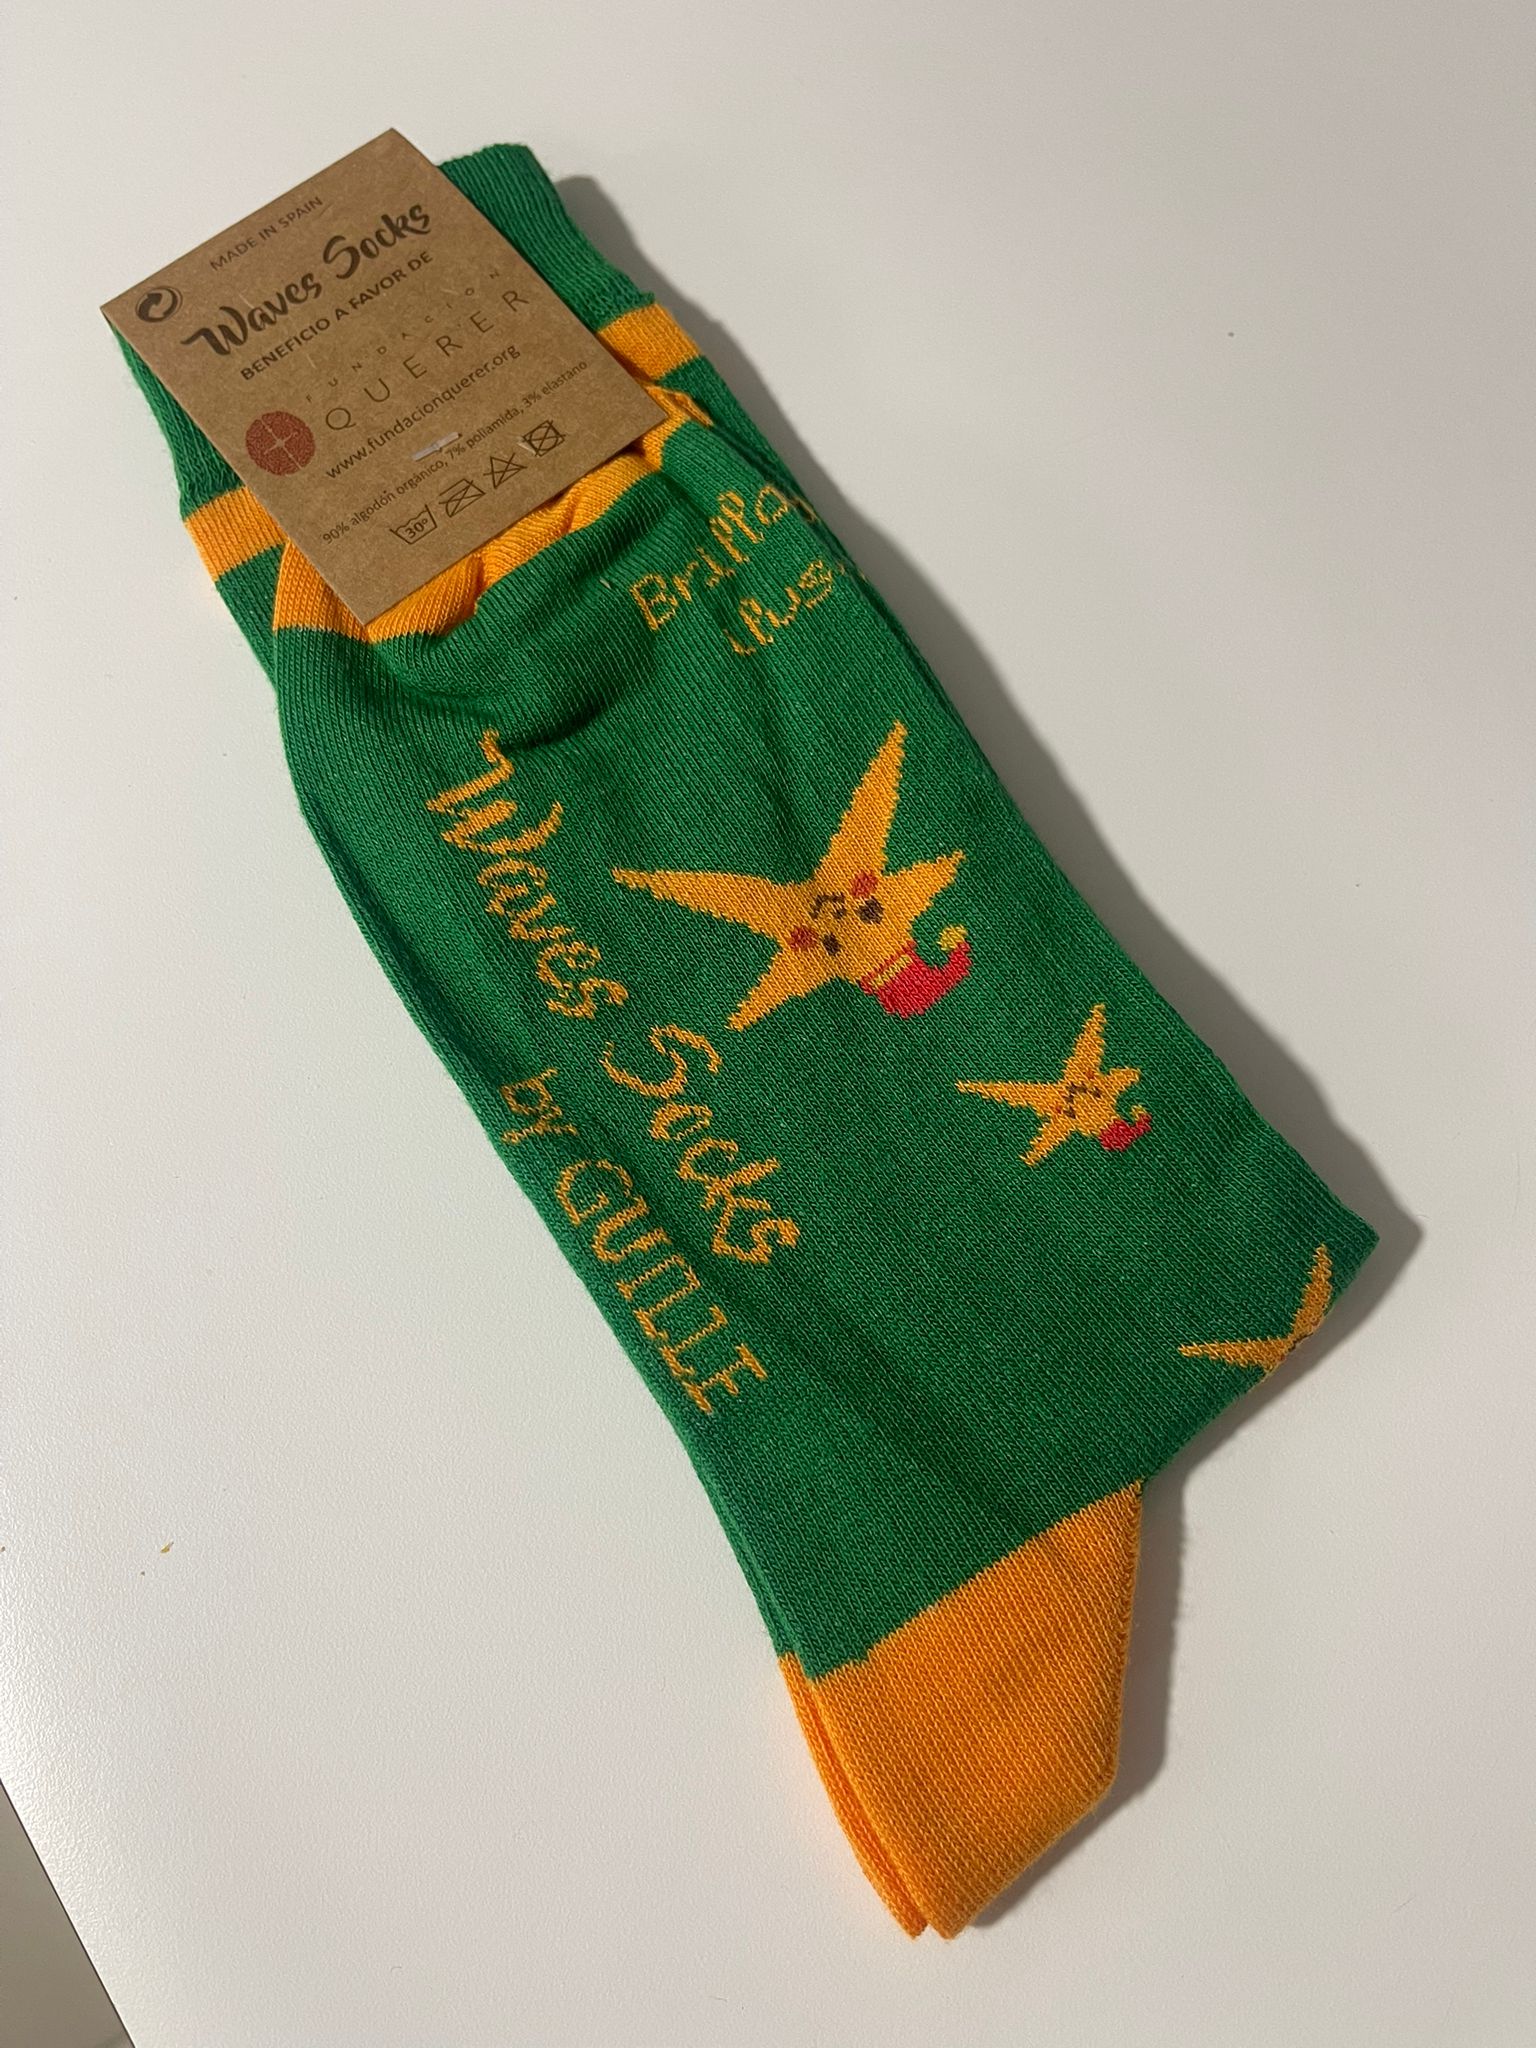 MADE IN SPAIN
Waves Socks
BENEFICIO A FAVOR DE
FUNDACIÓN
QUERER
www.fundacionquerer.org
90% algodón orgánico, 7% poliamida, 3% elastano
30°
Waves Socks
by GUILLE